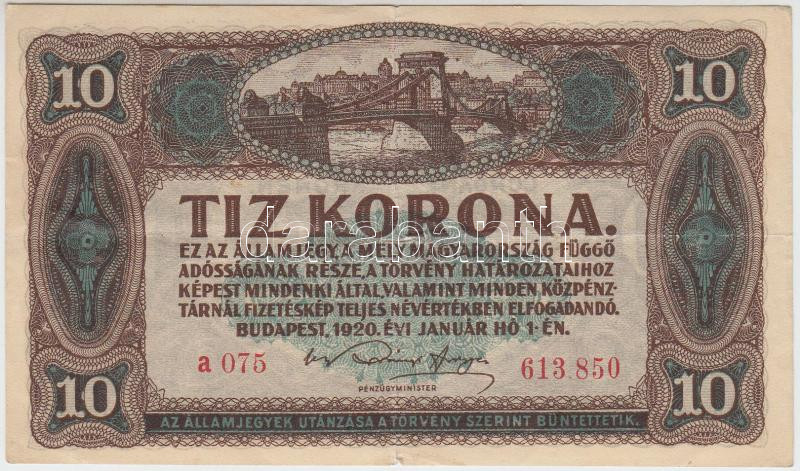 10 10
TIZ KORONA.
darabanth
EZ AZ ÁLLAMJEGY, A MELY MAGYARORSZÁG FÜGGŐ
ADÓSSÁGÁNAK RÉSZE, A TÖRVÉNY HATÁROZATAIHOZ
KÉPEST MINDENKI ÁLTAL, VALAMINT MINDEN KÖZPÉNZ-
TÁRNÁL FIZETÉSKÉP TELJES NÉVÉRTÉKBEN ELFOGADANDÓ.
BUDAPEST, 1920. ÉVI JANUÁR HÓ 1-ÉN.
a 075 613.850
PÉNZÜGYMINISTER
10 10
AZ ÁLLAMJEGYEK UTÁNZÁSA A TÖRVÉNY SZERINT BÜNTETTETIK.